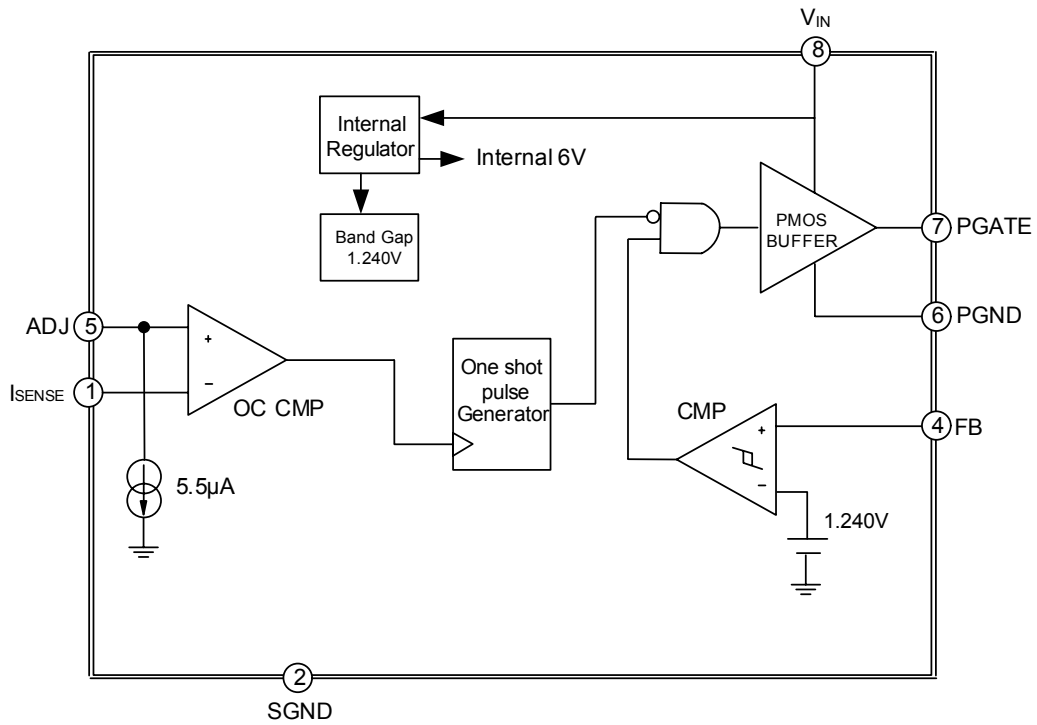 VIN
8
Internal
Regulator
Internal 6V
Band Gap
1.240V
PMOS
BUFFER
7 PGATE
6 PGND
ADJ 5
+
ISENSE 1
−
OC CMP
One shot
pulse
Generator
CMP
+
4 FB
−
5.5µA
1.240V
2
SGND